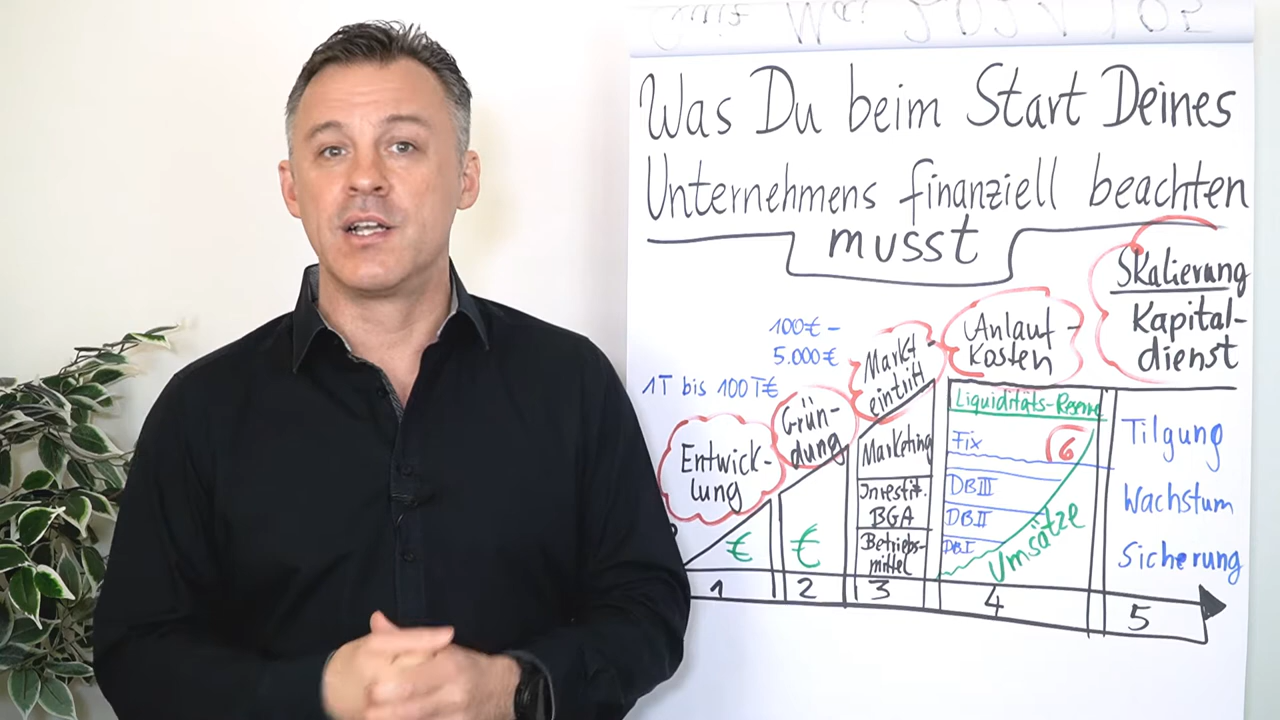 Was Du beim Start Deines
Unternehmens finanziell beachten
musst
Skalierung
Kapital-
dienst
100€ -
5.000€
Markt-
eintritt
Anlauf-
Kosten
1T bis 100T€
Grün-
dung
Entwick-
lung
Liquiditäts-Reserve
Marketing
Fix
6
Tilgung
Investit.
BGA
DBIII
DBII
Wachstum
Betriebs-
mittel
DBI
Umsätze
Sicherung
€
€
1
2
3
4
5